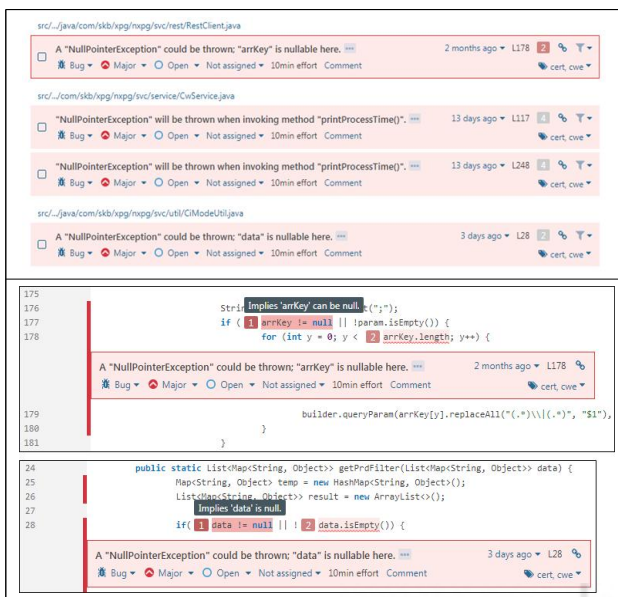 src/.../java/com/skb/xpg/nxpg/svc/rest/RestClient.java
A "NullPointerException" could be thrown; "arrKey" is nullable here. ... 2 months ago L178 2
Bug Major Open Not assigned 10min effort Comment cert, cwe
src/.../com/skb/xpg/nxpg/svc/service/CwService.java
"NullPointerException" will be thrown when invoking method "printProcessTime()". ... 13 days ago L117 4
Bug Major Open Not assigned 10min effort Comment cert, cwe
"NullPointerException" will be thrown when invoking method "printProcessTime()". ... 13 days ago L248 4
Bug Major Open Not assigned 10min effort Comment cert, cwe
src/.../java/com/skb/xpg/nxpg/svc/util/CiModeUtil.java
A "NullPointerException" could be thrown; "data" is nullable here. ... 3 days ago L28 2
Bug Major Open Not assigned 10min effort Comment cert, cwe
175
176 Stri Implies 'arrKey' can be null. t(";");
177 if ( 1 arrKey != null || !param.isEmpty()) {
178 for (int y = 0; y < 2 arrKey.length; y++) {
A "NullPointerException" could be thrown; "arrKey" is nullable here. ... 2 months ago L178
Bug Major Open Not assigned 10min effort Comment cert, cwe
179 builder.queryParam(arrKey[y].replaceAll("(.*)\\|(.*)", "$1"),
180 }
181 }
24 public static List<Map<String, Object>> getPrdFilter(List<Map<String, Object>> data) {
25 Map<String, Object> temp = new HashMap<String, Object>();
26 List<Map<String, Object>> result = new ArrayList<>();
27 Implies 'data' is null.
28 if( 1 data != null || ! 2 data.isEmpty()) {
A "NullPointerException" could be thrown; "data" is nullable here. ... 3 days ago L28
Bug Major Open Not assigned 10min effort Comment cert, cwe